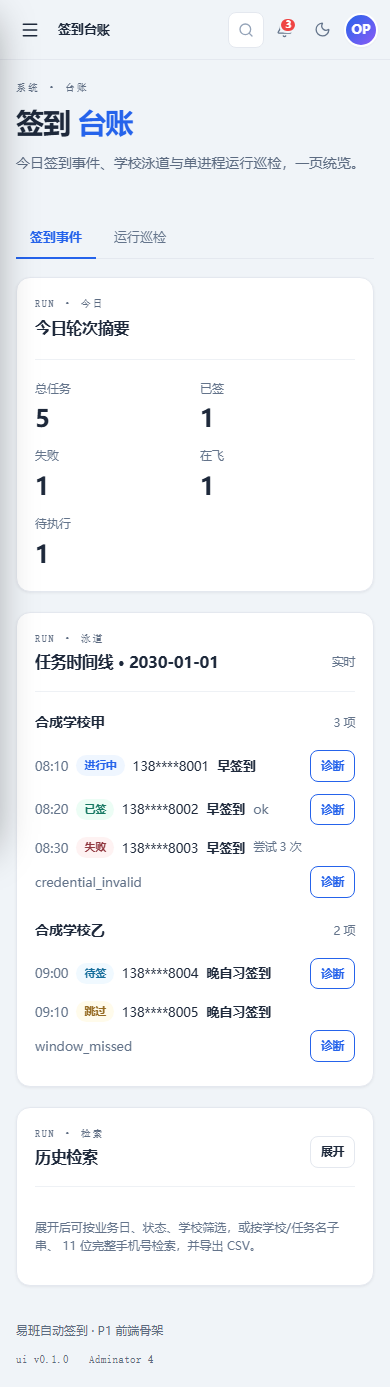 签到台账
3
OP
系统 • 台账
签到 台账
今日签到事件、学校泳道与单进程运行巡检，一页统览。
签到事件 运行巡检
RUN • 今日
今日轮次摘要
总任务 已签
5 1
失败 在飞
1 1
待执行
1
RUN • 泳道
任务时间线 • 2030-01-01 实时
合成学校甲 3 项
08:10 进行中 138****8001 早签到 诊断
08:20 已签 138****8002 早签到 ok 诊断
08:30 失败 138****8003 早签到 尝试 3 次
credential_invalid 诊断
合成学校乙 2 项
09:00 待签 138****8004 晚自习签到 诊断
09:10 跳过 138****8005 晚自习签到
window_missed 诊断
RUN • 检索
历史检索 展开
展开后可按业务日、状态、学校筛选，或按学校/任务名子
串、 11 位完整手机号检索，并导出 CSV。
易班自动签到 · P1 前端骨架
ui v0.1.0 Adminator 4